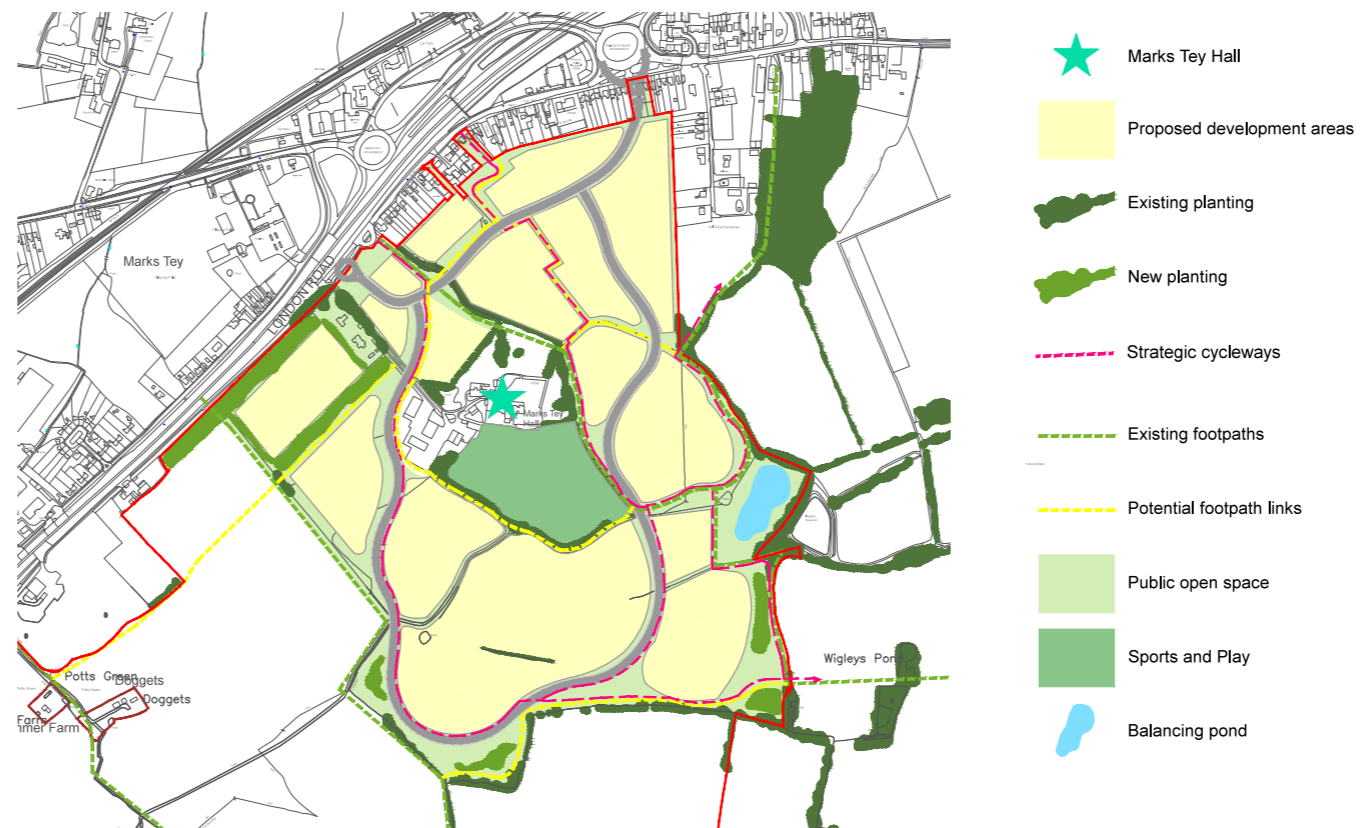 Marks Tey
LONDON ROAD
Marks Tey
Hall
Wigleys Pond
Potts Green
Doggets
Doggets
Farm
nmer Farm
Marks Tey Hall
Proposed development areas
Existing planting
New planting
Strategic cycleways
Existing footpaths
Potential footpath links
Public open space
Sports and Play
Balancing pond